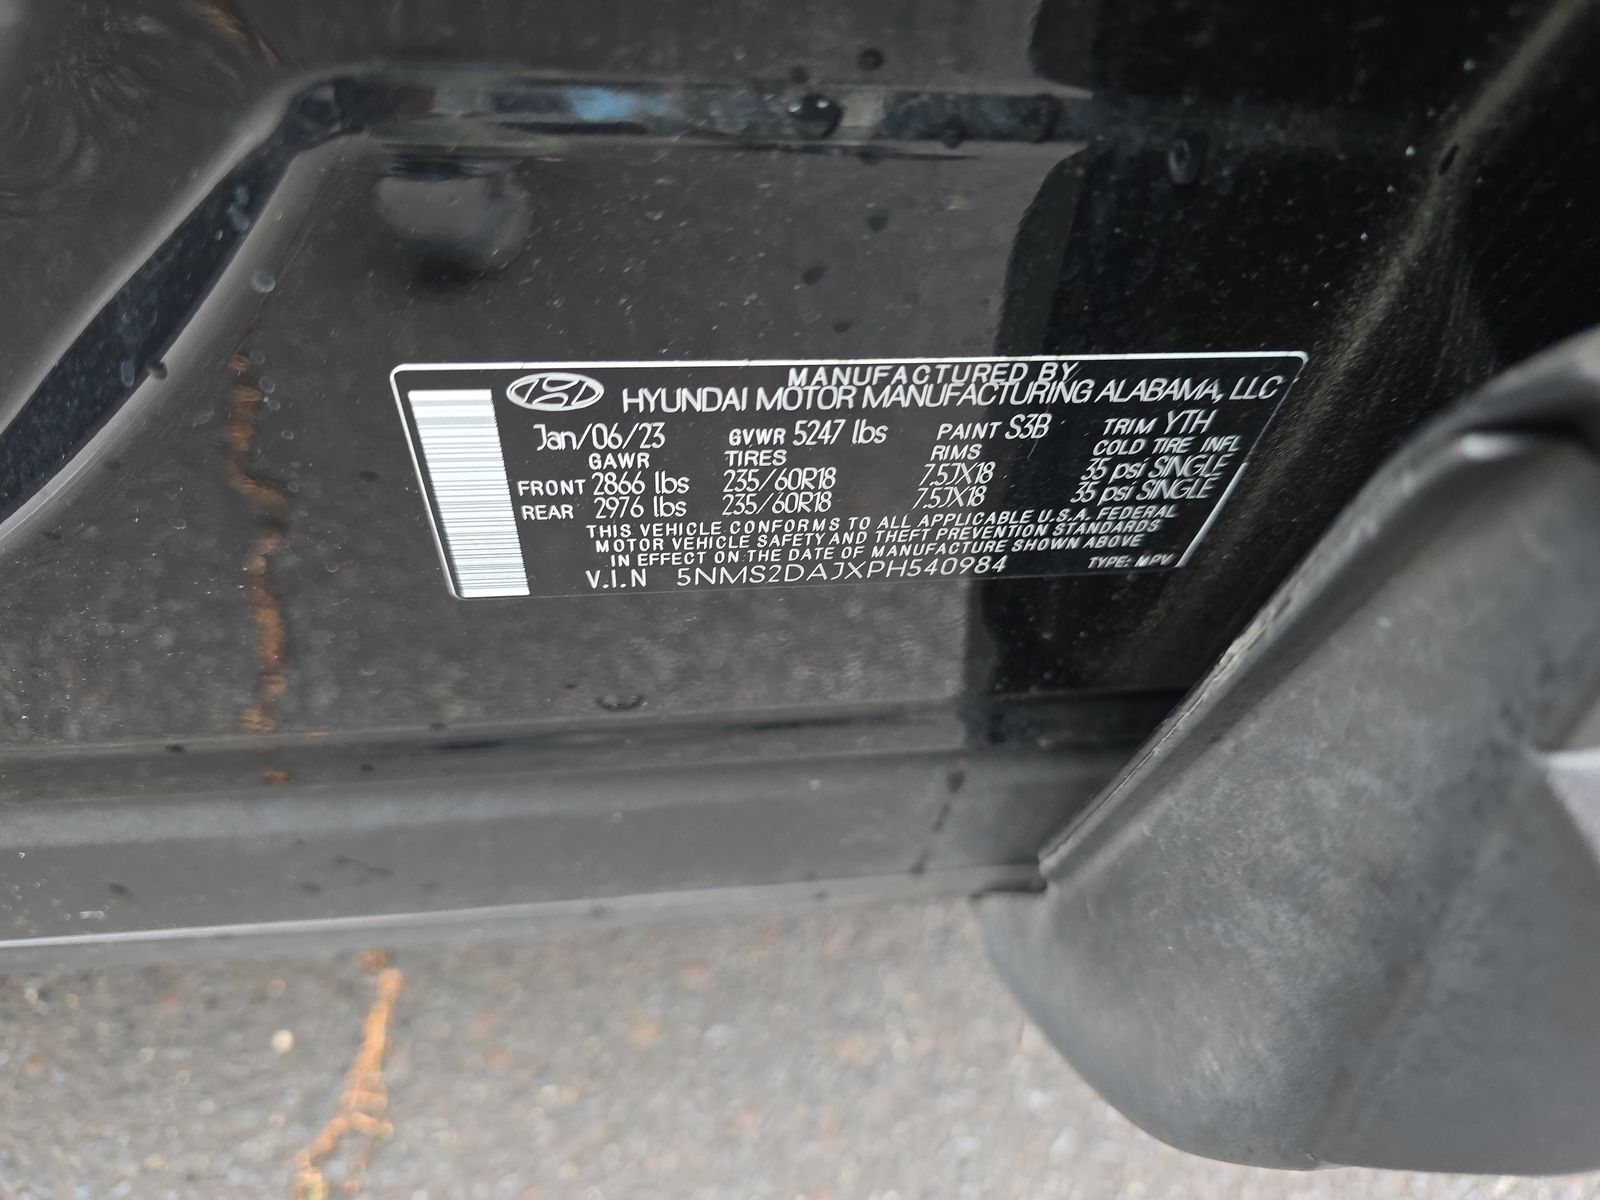 MANUFACTURED BY
HYUNDAI MOTOR MANUFACTURING ALABAMA, LLC
Jan/06/23 GVWR 5247 lbs PAINT S3B TRIM YTH
GAWR TIRES RIMS COLD TIRE INFL
FRONT 2866 lbs 235/60R18 7.5JX18 35 psi SINGLE
REAR 2976 lbs 235/60R18 7.5JX18 35 psi SINGLE
THIS VEHICLE CONFORMS TO ALL APPLICABLE U.S.A. FEDERAL
MOTOR VEHICLE SAFETY AND THEFT PREVENTION STANDARDS
IN EFFECT ON THE DATE OF MANUFACTURE SHOWN ABOVE
V.I.N 5NMS2DAJXPH540984 TYPE: MPV